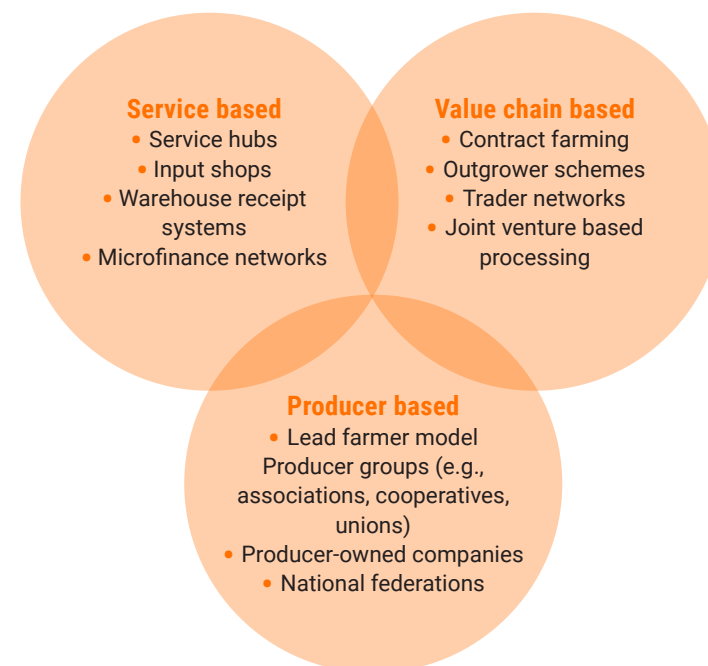 Service based
• Service hubs
• Input shops
• Warehouse receipt
systems
• Microfinance networks
Value chain based
• Contract farming
• Outgrower schemes
• Trader networks
• Joint venture based
processing
Producer based
• Lead farmer model
Producer groups (e.g.,
associations, cooperatives,
unions)
• Producer-owned companies
• National federations